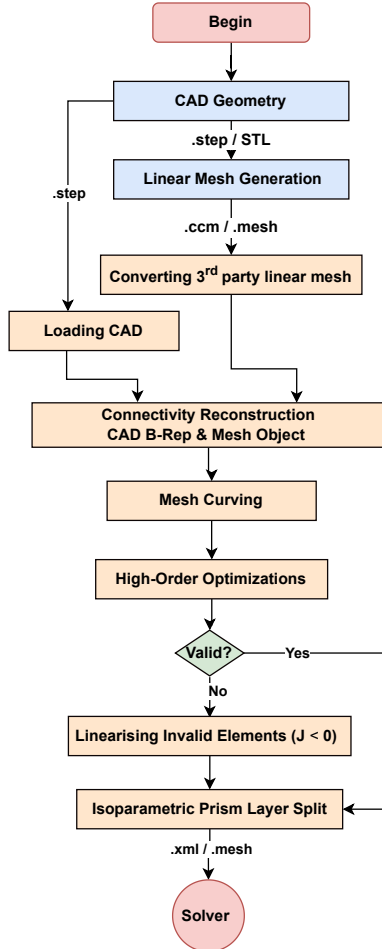 Begin
CAD Geometry
.step / STL
.step
Linear Mesh Generation
.ccm / .mesh
Converting 3rd party linear mesh
Loading CAD
Connectivity Reconstruction
CAD B-Rep & Mesh Object
Mesh Curving
High-Order Optimizations
Valid?
Yes
No
Linearising Invalid Elements (J < 0)
Isoparametric Prism Layer Split
.xml / .mesh
Solver